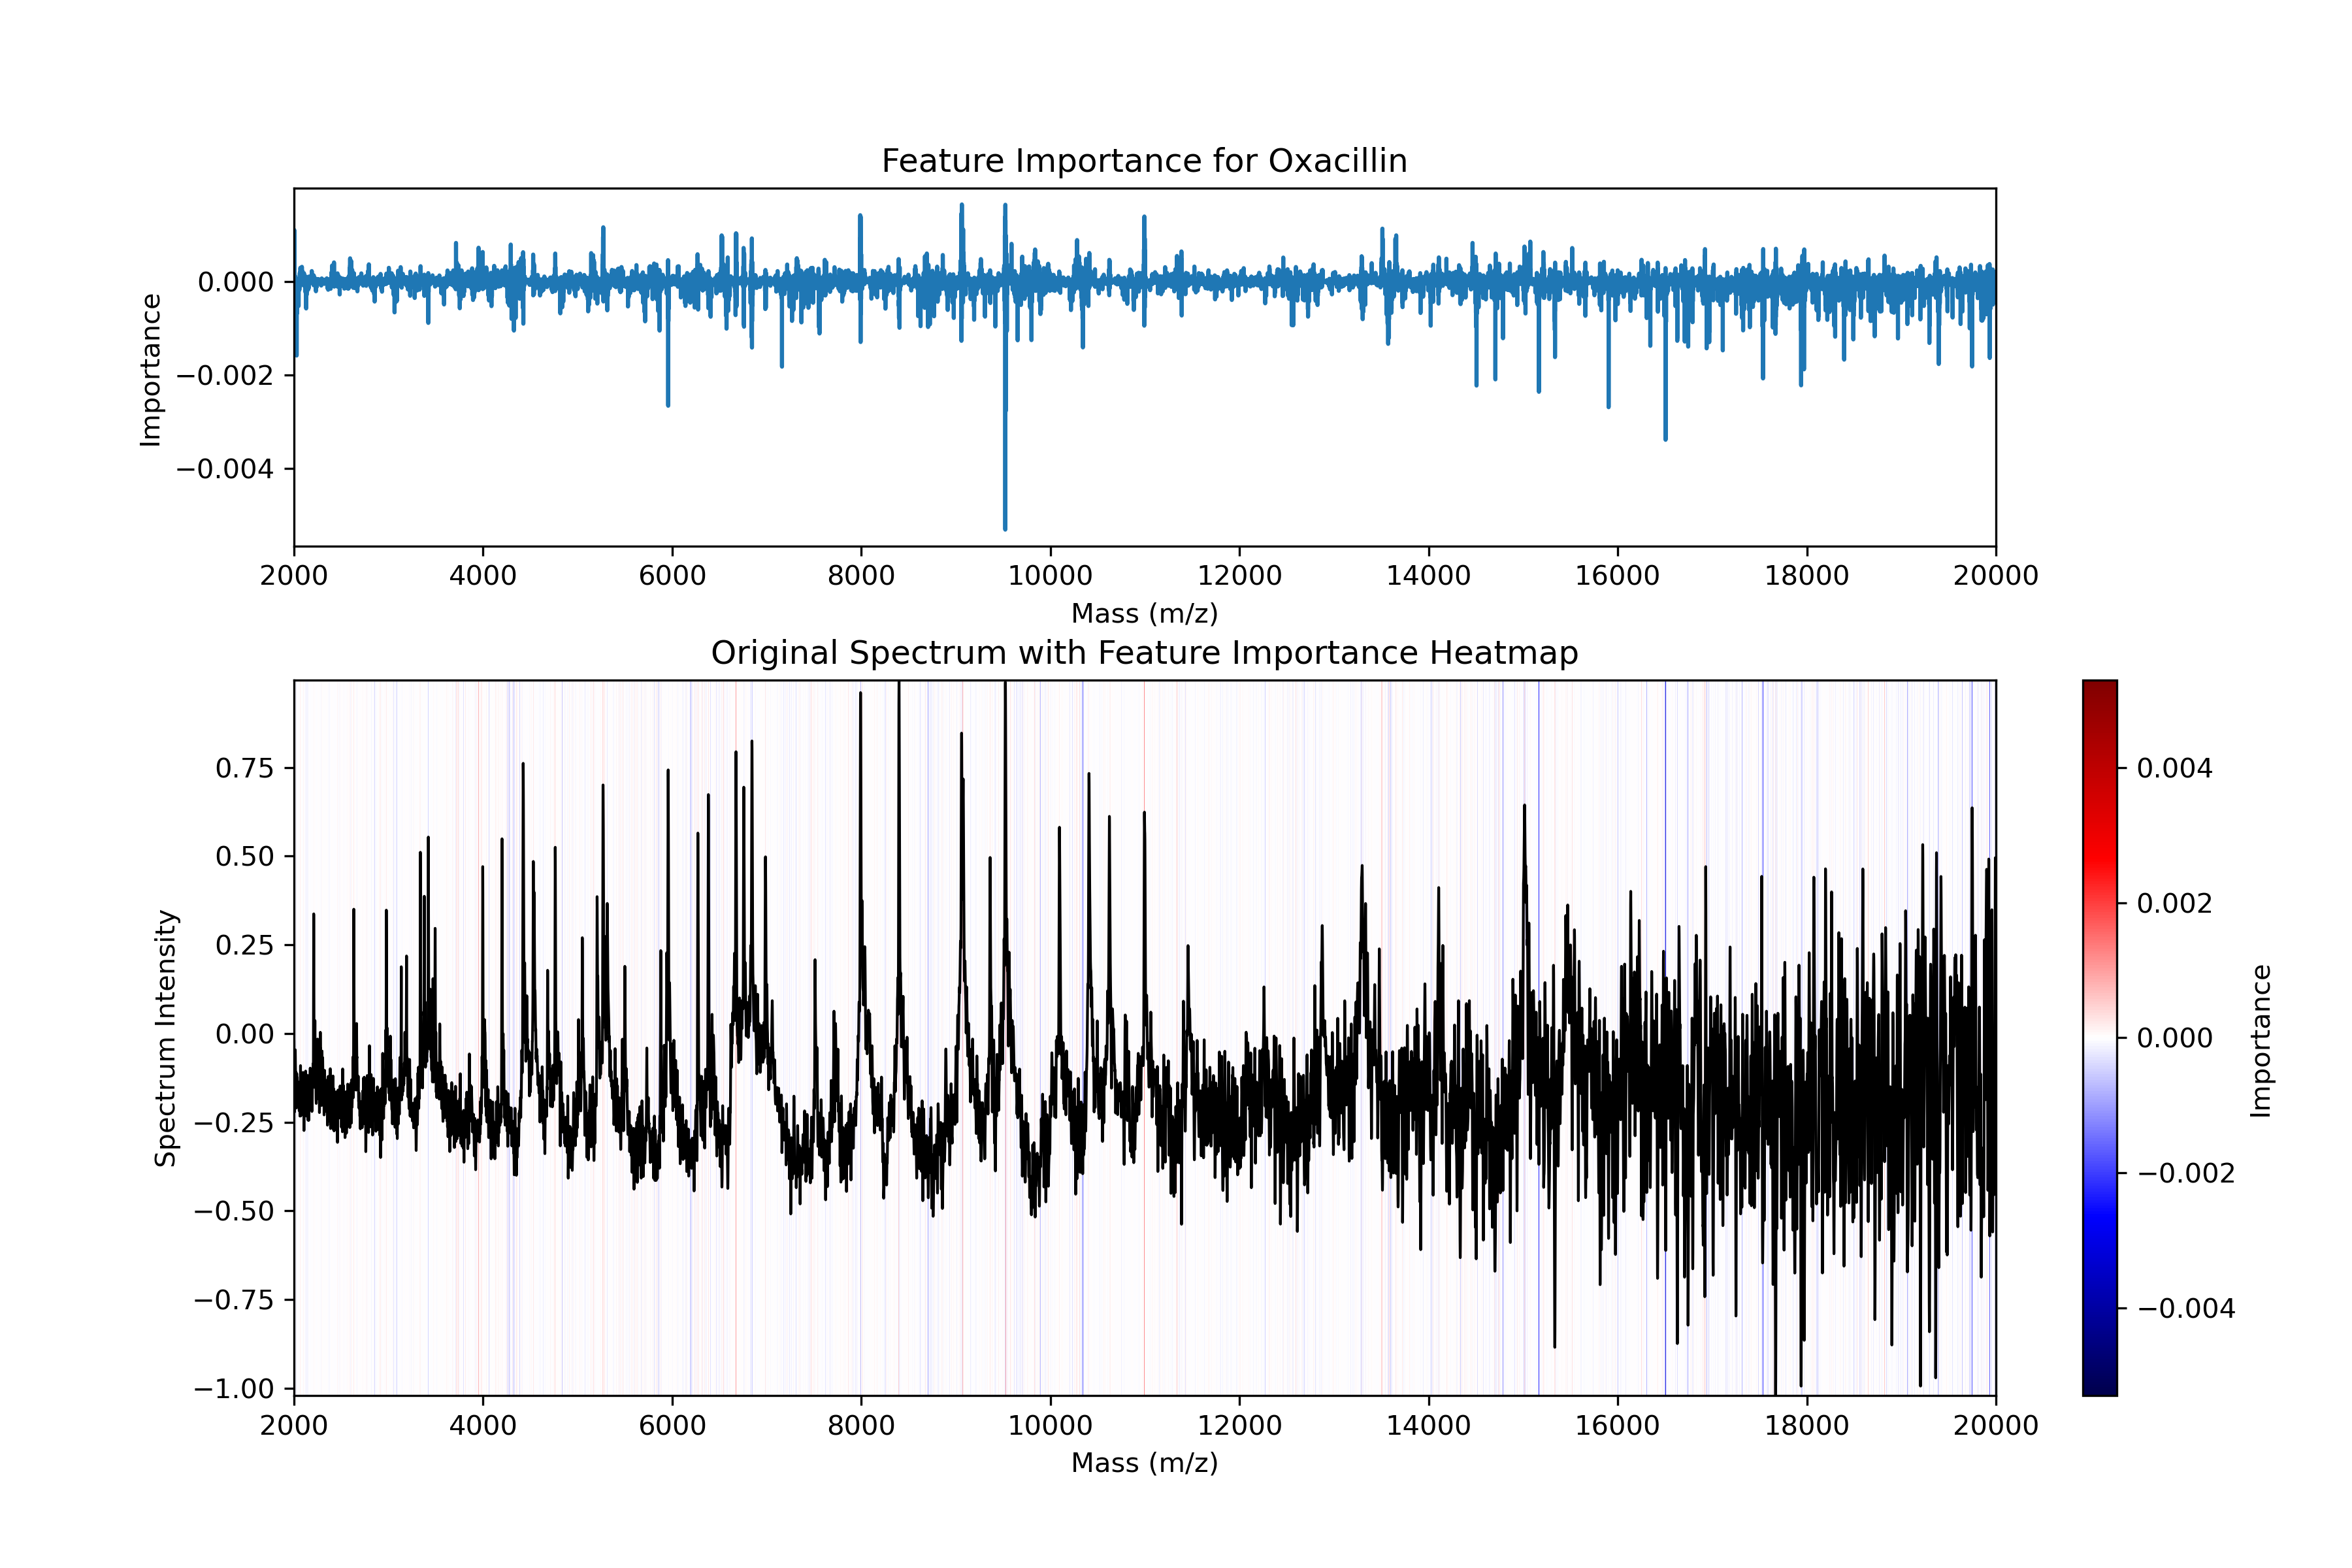 Feature Importance for Oxacillin
Importance
0.000
−0.002
−0.004
2000 4000 6000 8000 10000 12000 14000 16000 18000 20000
Mass (m/z)
Original Spectrum with Feature Importance Heatmap
Spectrum Intensity
0.75
0.50
0.25
0.00
−0.25
−0.50
−0.75
−1.00
2000 4000 6000 8000 10000 12000 14000 16000 18000 20000
Mass (m/z)
0.004
0.002
0.000
−0.002
−0.004
Importance